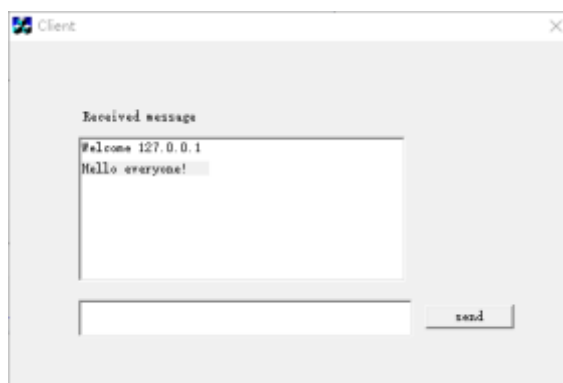 Client
Received message
Welcome 127.0.0.1
Hello everyone!
send